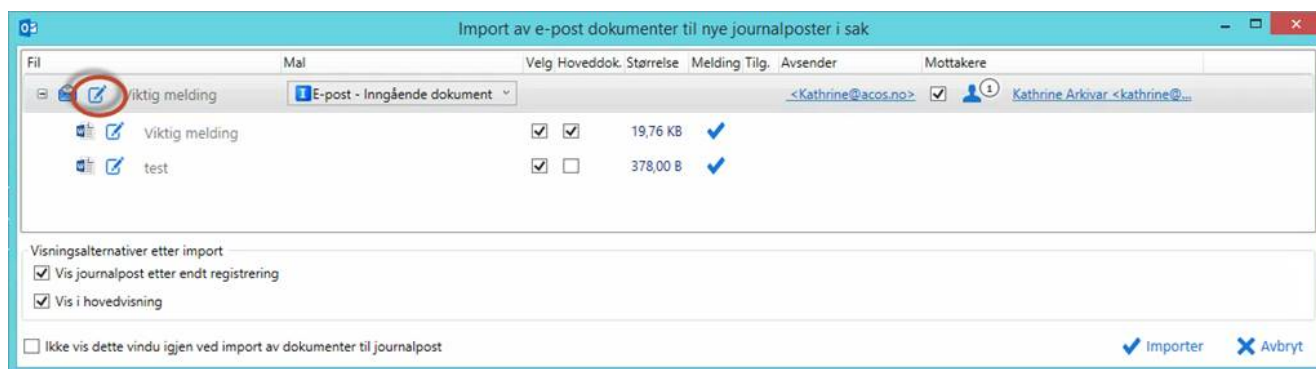 Import av e-post dokumenter til nye journalposter i sak
Fil Mal Velg Hoveddok. Størrelse Melding Tilg. Avsender Mottakere
Viktig melding I E-post - Inngående dokument <Kathrine@acos.no> 1 Kathrine Arkivar <kathrine@...
Viktig melding 19,76 KB
test 378,00 B
Visningsalternativer etter import
Vis journalpost etter endt registrering
Vis i hovedvisning
Ikke vis dette vindu igjen ved import av dokumenter til journalpost Importer Avbryt